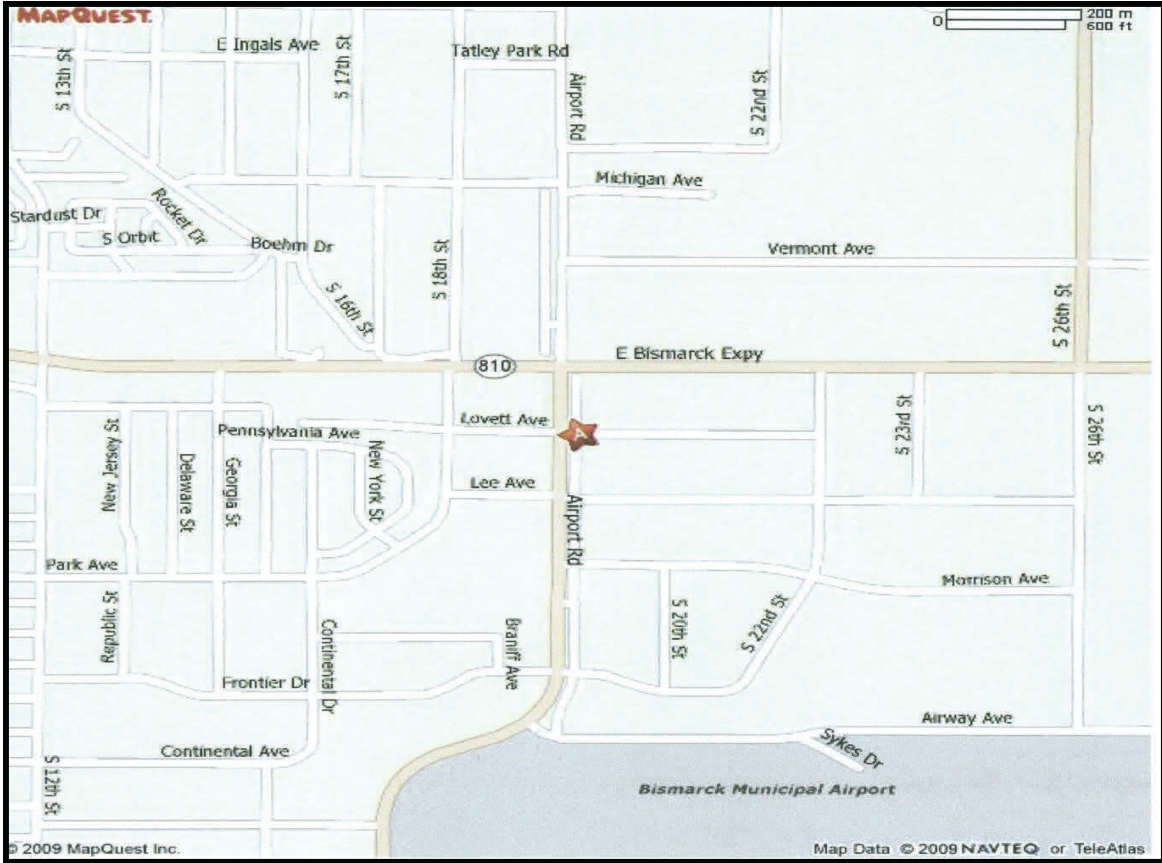 MAPQUEST.
0
200 m
600 ft
S 13th St
E Ingals Ave
S 17th St
Tatley Park Rd
Airport Rd
S 22nd St
Michigan Ave
Stardust Dr
Rocket Dr
S Orbit
Boehm Dr
S 18th St
Vermont Ave
S 16th St
S 26th St
810
E Bismarck Expy
New Jersey St
Delaware St
Georgia St
Pennsylvania Ave
New York St
Lovett Ave
A
S 23rd St
S 26th St
Lee Ave
Airport Rd
Park Ave
Morrison Ave
Republic St
Continental Dr
Braniff Ave
S 20th St
S 22nd St
Frontier Dr
Airway Ave
Continental Ave
Sykes Dr
S 12th St
Bismarck Municipal Airport
© 2009 MapQuest Inc.
Map Data © 2009 NAVTEQ or TeleAtlas